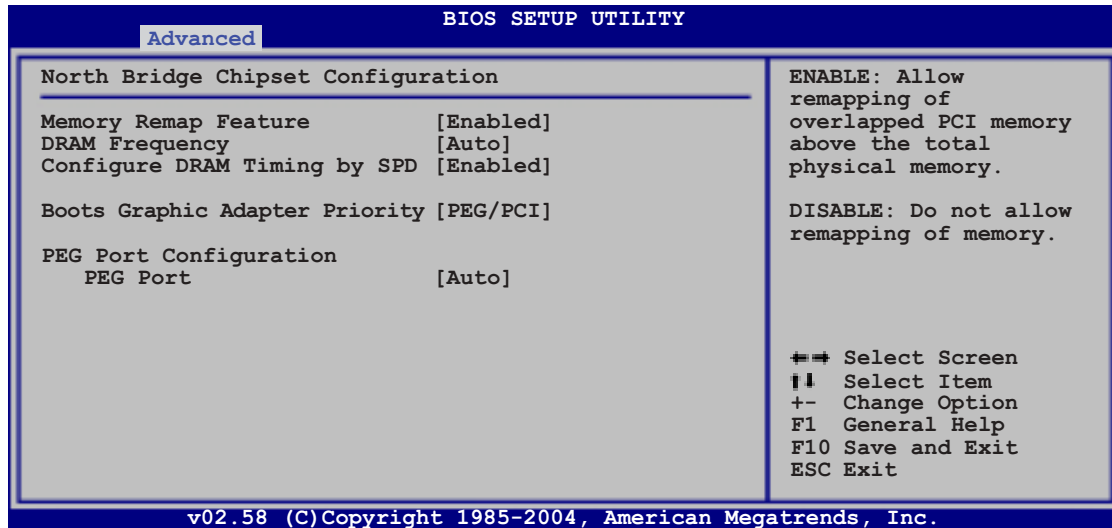 BIOS SETUP UTILITY
Advanced
North Bridge Chipset Configuration
Memory Remap Feature [Enabled]
DRAM Frequency [Auto]
Configure DRAM Timing by SPD [Enabled]
Boots Graphic Adapter Priority [PEG/PCI]
PEG Port Configuration
PEG Port [Auto]
ENABLE: Allow
remapping of
overlapped PCI memory
above the total
physical memory.
DISABLE: Do not allow
remapping of memory.
←→ Select Screen
↑↓ Select Item
+- Change Option
F1 General Help
F10 Save and Exit
ESC Exit
v02.58 (C)Copyright 1985-2004, American Megatrends, Inc.